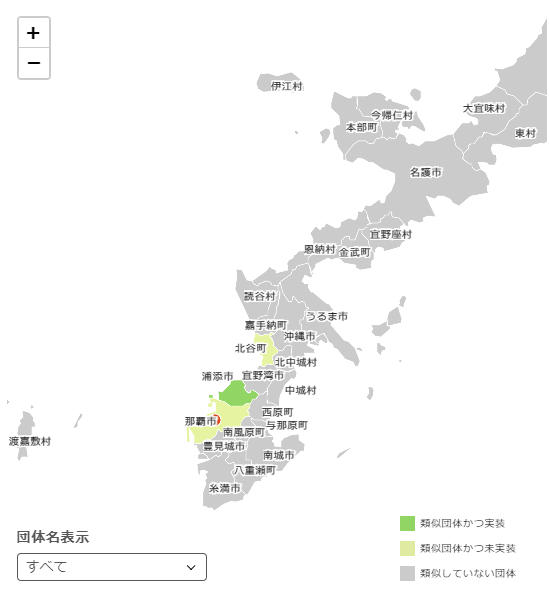 +
−
伊江村
今帰仁村
大宜味村
本部町
東村
名護市
宜野座村
恩納村
金武町
読谷村
うるま市
嘉手納町
沖縄市
北谷町
北中城村
浦添市
宜野湾市
中城村
西原町
那覇市
与那原町
南風原町
渡嘉敷村
豊見城市
南城市
八重瀬町
糸満市
類似団体かつ実装
類似団体かつ未実装
類似していない団体
団体名表示
すべて